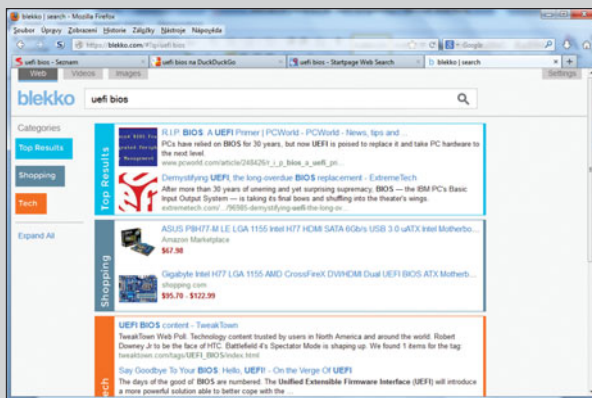 blekko | search - Mozilla Firefox
Soubor Úpravy Zobrazení Historie Záložky Nástroje Nápověda
https://blekko.com/#?q=uefi bios
Google
uefi bios - Seznam
uefi bios na DuckDuckGo
uefi bios - Startpage Web Search
blekko | search
Web Videos Images Settings
blekko
uefi bios
Categories
Top Results
Shopping
Tech
Expand All
Top Results
R.I.P. BIOS: A UEFI Primer | PCWorld - PCWorld - News, tips and ...
PCs have relied on BIOS for 30 years, but now UEFI is poised to replace it and take PC hardware to
the next level.
www.pcworld.com/article/248426/r_i_p_bios_a_uefi_pri...
Demystifying UEFI, the long-overdue BIOS replacement - ExtremeTech
After more than 30 years of unerring and yet surprising supremacy, BIOS — the IBM PC's Basic
Input Output System — is taking its final bows and shuffling into the theater's wings.
extremetech.com/.../96985-demystifying-uefi-the-long-ov...
Shopping
ASUS P8H77-M LE LGA 1155 Intel H77 HDMI SATA 6Gb/s USB 3.0 uATX Intel Motherbo...
Amazon Marketplace
$67.98
Gigabyte Intel H77 LGA 1155 AMD CrossFireX DWHDMI Dual UEFI BIOS ATX Motherb...
shopping.com
$95.70 - $122.99
Tech
UEFI BIOS content - TweakTown
TweakTown Web Poll. Technology content trusted by users in North America and around the world. Robert
Downey Jr to be the face of HTC. Battlefield 4's Spectator Mode is shaping up. We found 1 items for the tag:
tweaktown.com/tags/UEFI_BIOS/index.html
Say Goodbye To Your BIOS: Hello, UEFI! - On the Verge Of UEFI
The days of the good ol' BIOS are numbered. The Unified Extensible Firmware Interface (UEFI) will introduce
a more powerful solution able to better cope with the ...